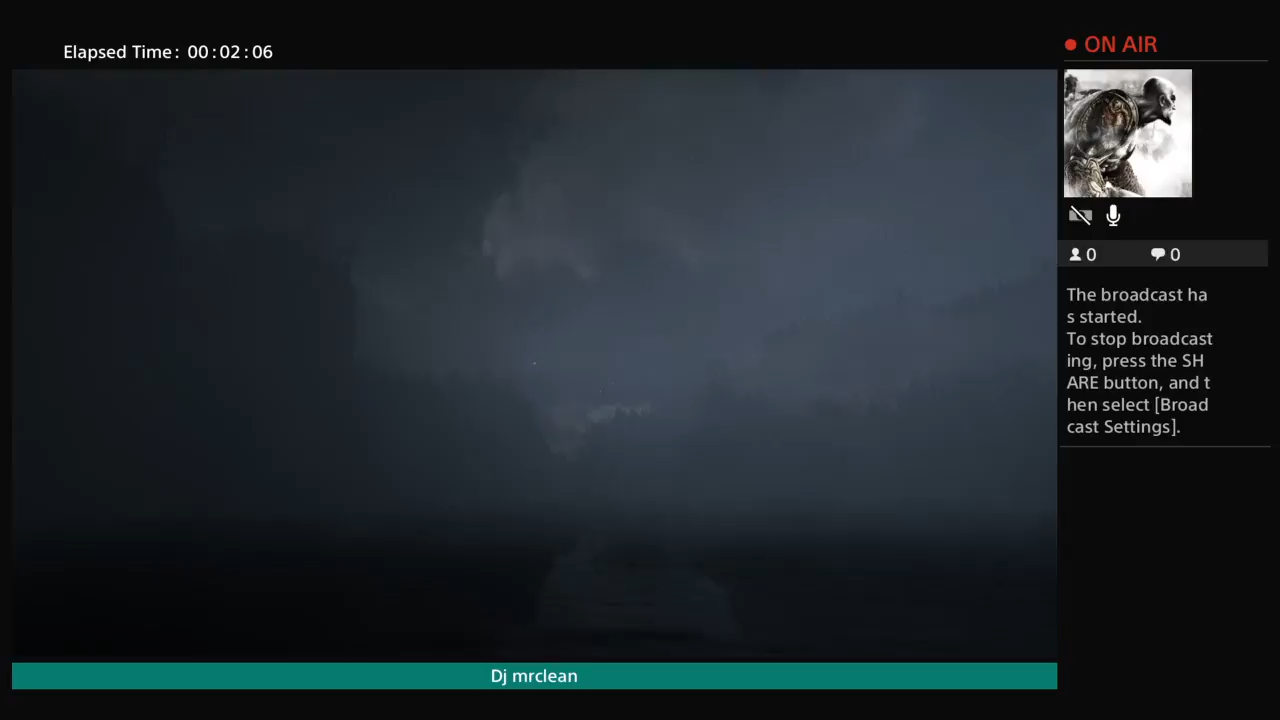 Elapsed Time: 00:02:06
ON AIR
0 0
The broadcast ha
s started.
To stop broadcast
ing, press the SH
ARE button, and t
hen select [Broad
cast Settings].
Dj mrclean